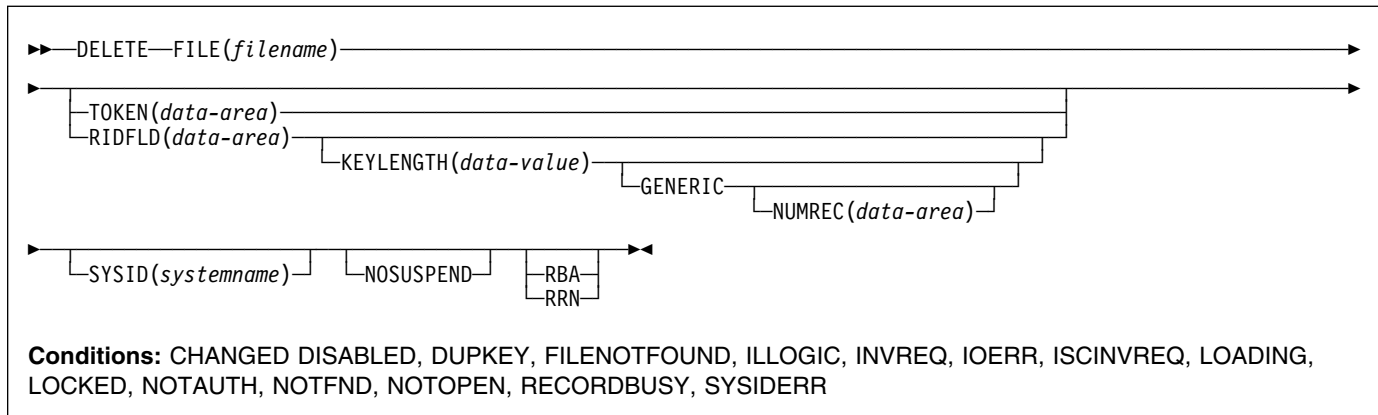 DELETE FILE(filename)
TOKEN(data-area)
RIDFLD(data-area)
KEYLENGTH(data-value)
GENERIC
NUMREC(data-area)
SYSID(systemname) NOSUSPEND RBA
RRN
Conditions: CHANGED DISABLED, DUPKEY, FILENOTFOUND, ILLOGIC, INVREQ, IOERR, ISCINVREQ, LOADING,
LOCKED, NOTAUTH, NOTFND, NOTOPEN, RECORDBUSY, SYSIDERR